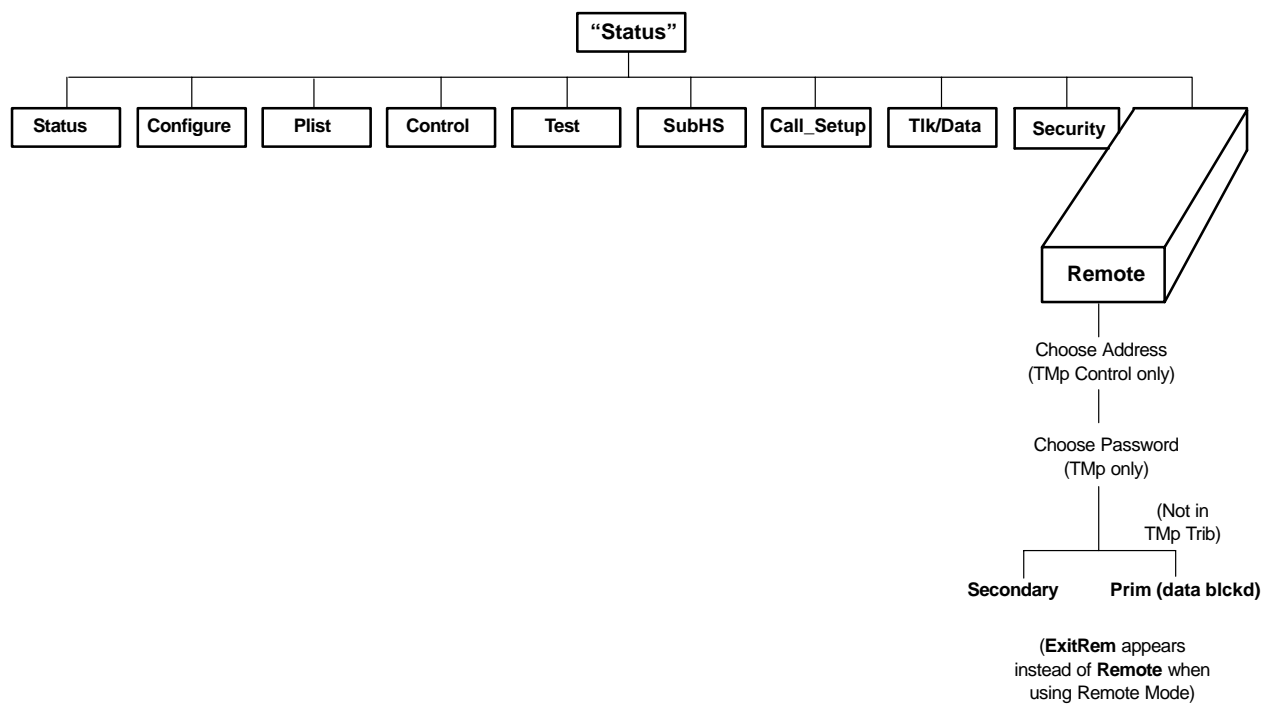 “Status”
Status
Configure
Plist
Control
Test
SubHS
Call_Setup
Tlk/Data
Security
Remote
Choose Address
(TMp Control only)
Choose Password
(TMp only)
(Not in
TMp Trib)
Secondary
Prim (data blckd)
(ExitRem appears
instead of Remote when
using Remote Mode)